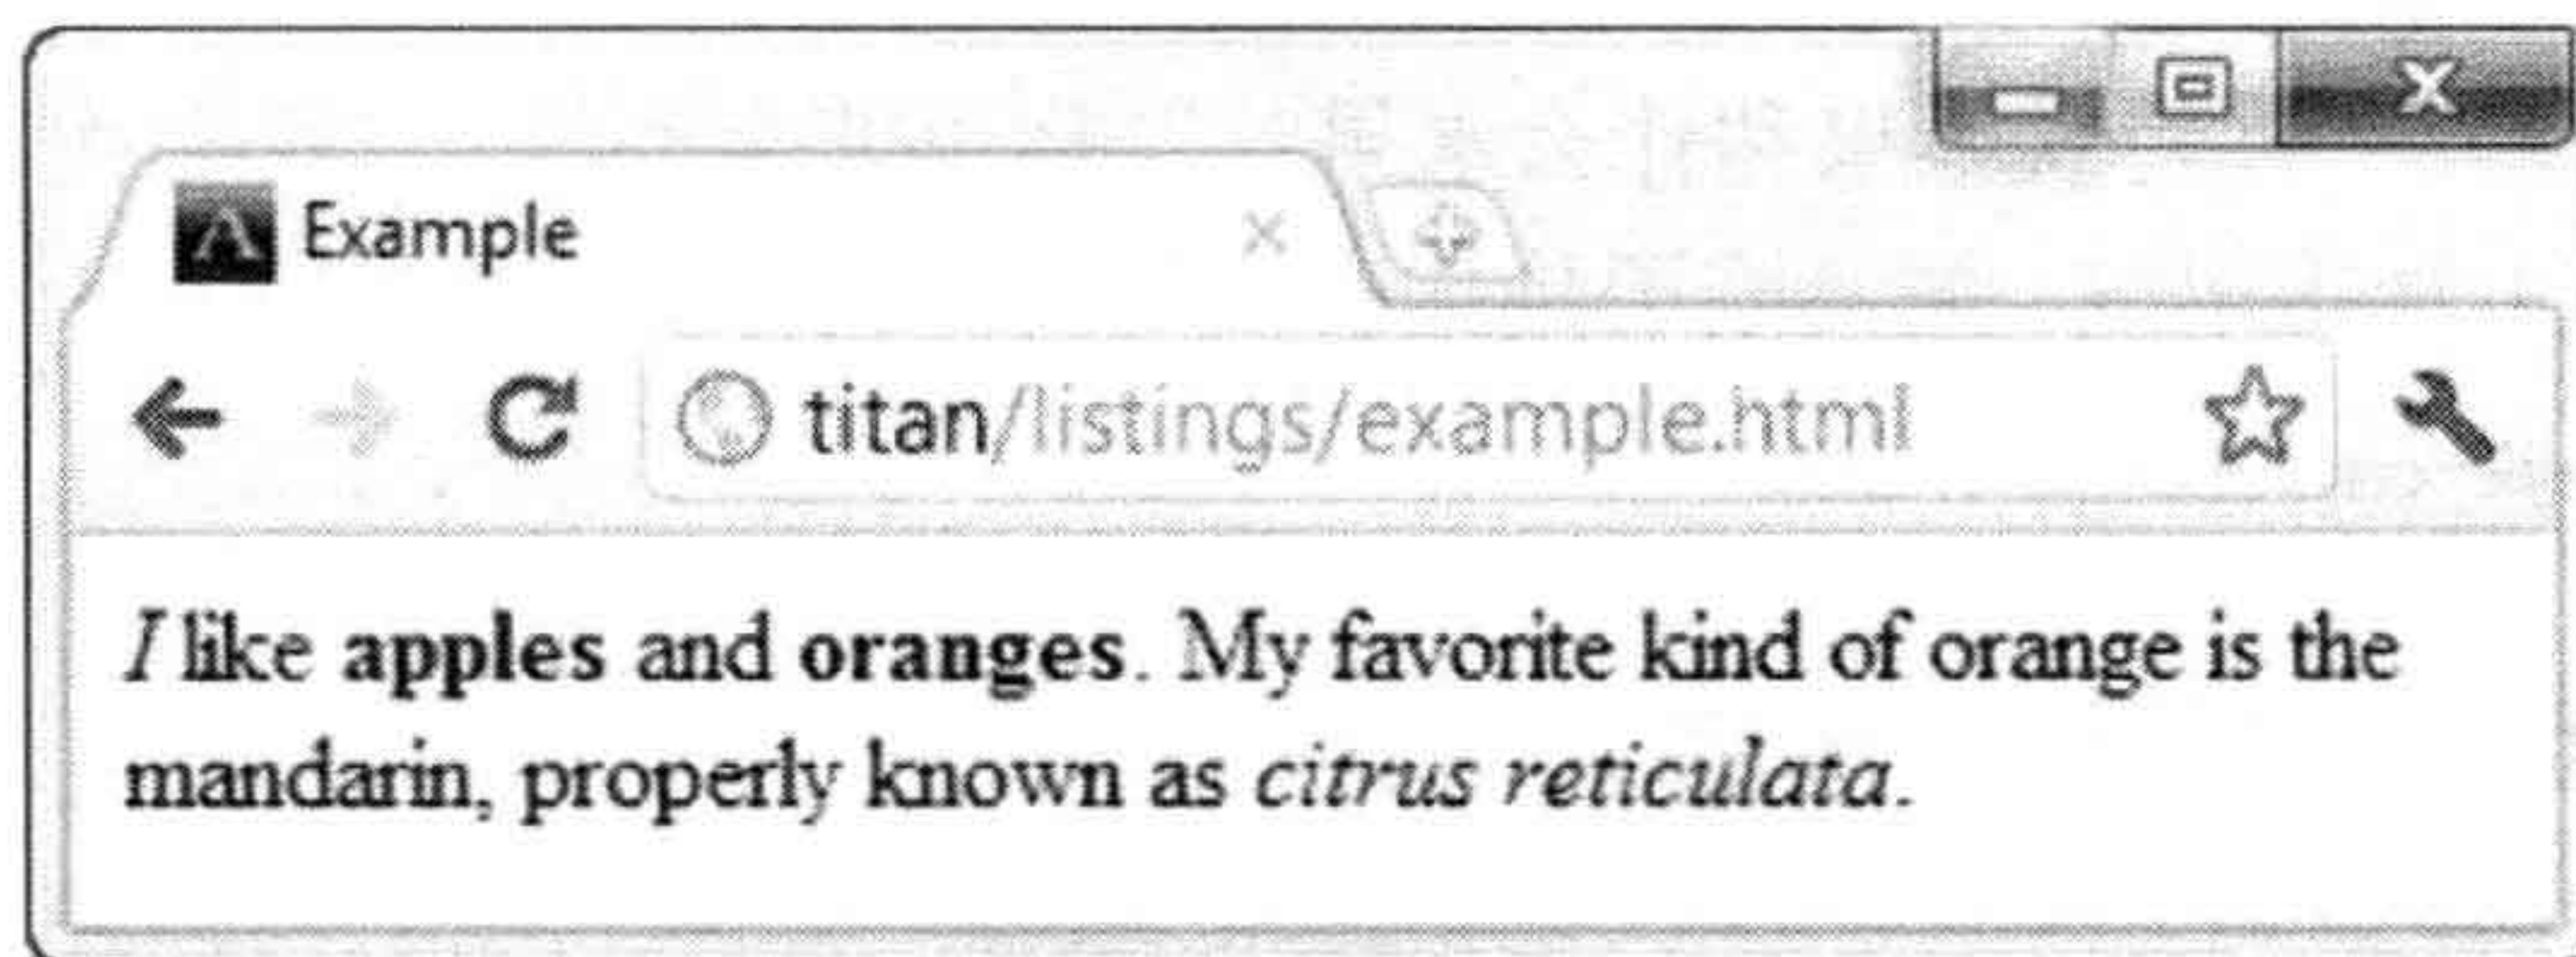 Example
titan/listings/example.html
I like apples and oranges. My favorite kind of orange is the
mandarin, properly known as citrus reticulata.